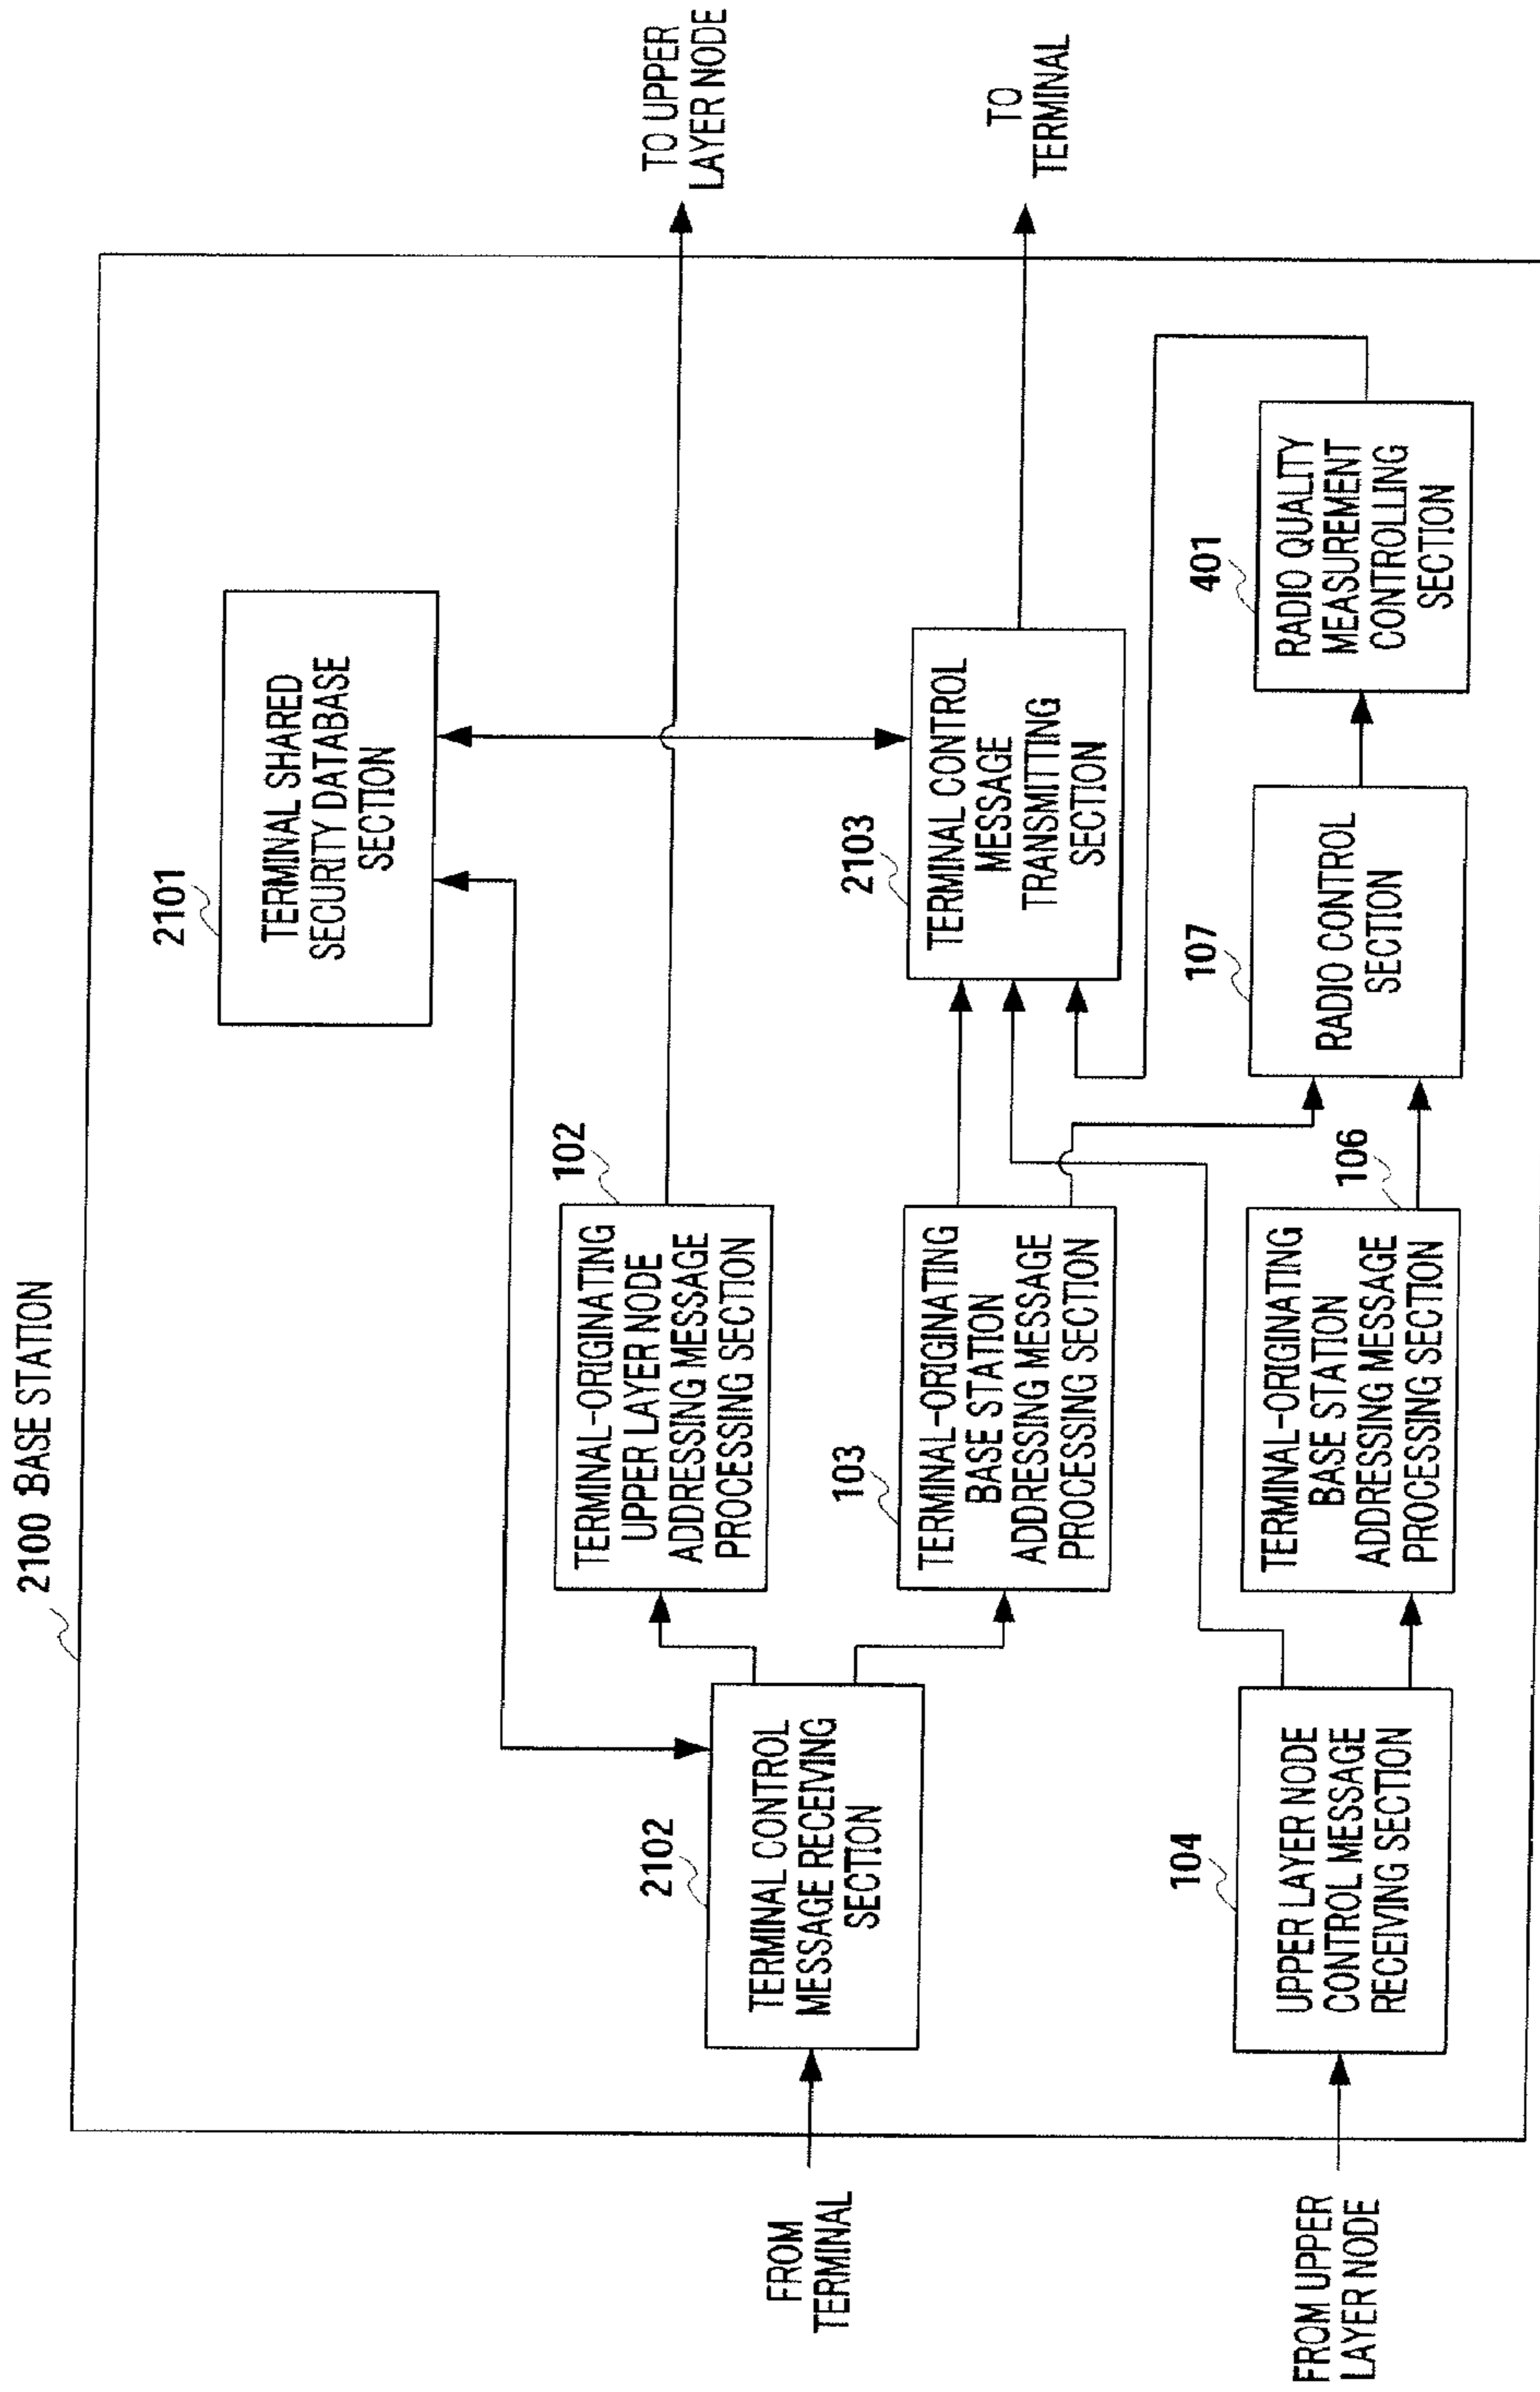 2100 BASE STATION
2101
TERMINAL SHARED
SECURITY DATABASE
SECTION
TO UPPER
LAYER NODE
102
TERMINAL-ORIGINATING
UPPER LAYER NODE
ADDRESSING MESSAGE
PROCESSING SECTION
FROM
TERMINAL
2102
TERMINAL CONTROL
MESSAGE RECEIVING
SECTION
103
TERMINAL-ORIGINATING
BASE STATION
ADDRESSING MESSAGE
PROCESSING SECTION
2103
TERMINAL CONTROL
MESSAGE
TRANSMITTING
SECTION
TO
TERMINAL
FROM UPPER
LAYER NODE
104
UPPER LAYER NODE
CONTROL MESSAGE
RECEIVING SECTION
106
TERMINAL-ORIGINATING
BASE STATION
ADDRESSING MESSAGE
PROCESSING SECTION
107
RADIO CONTROL
SECTION
401
RADIO QUALITY
MEASUREMENT
CONTROLLING
SECTION